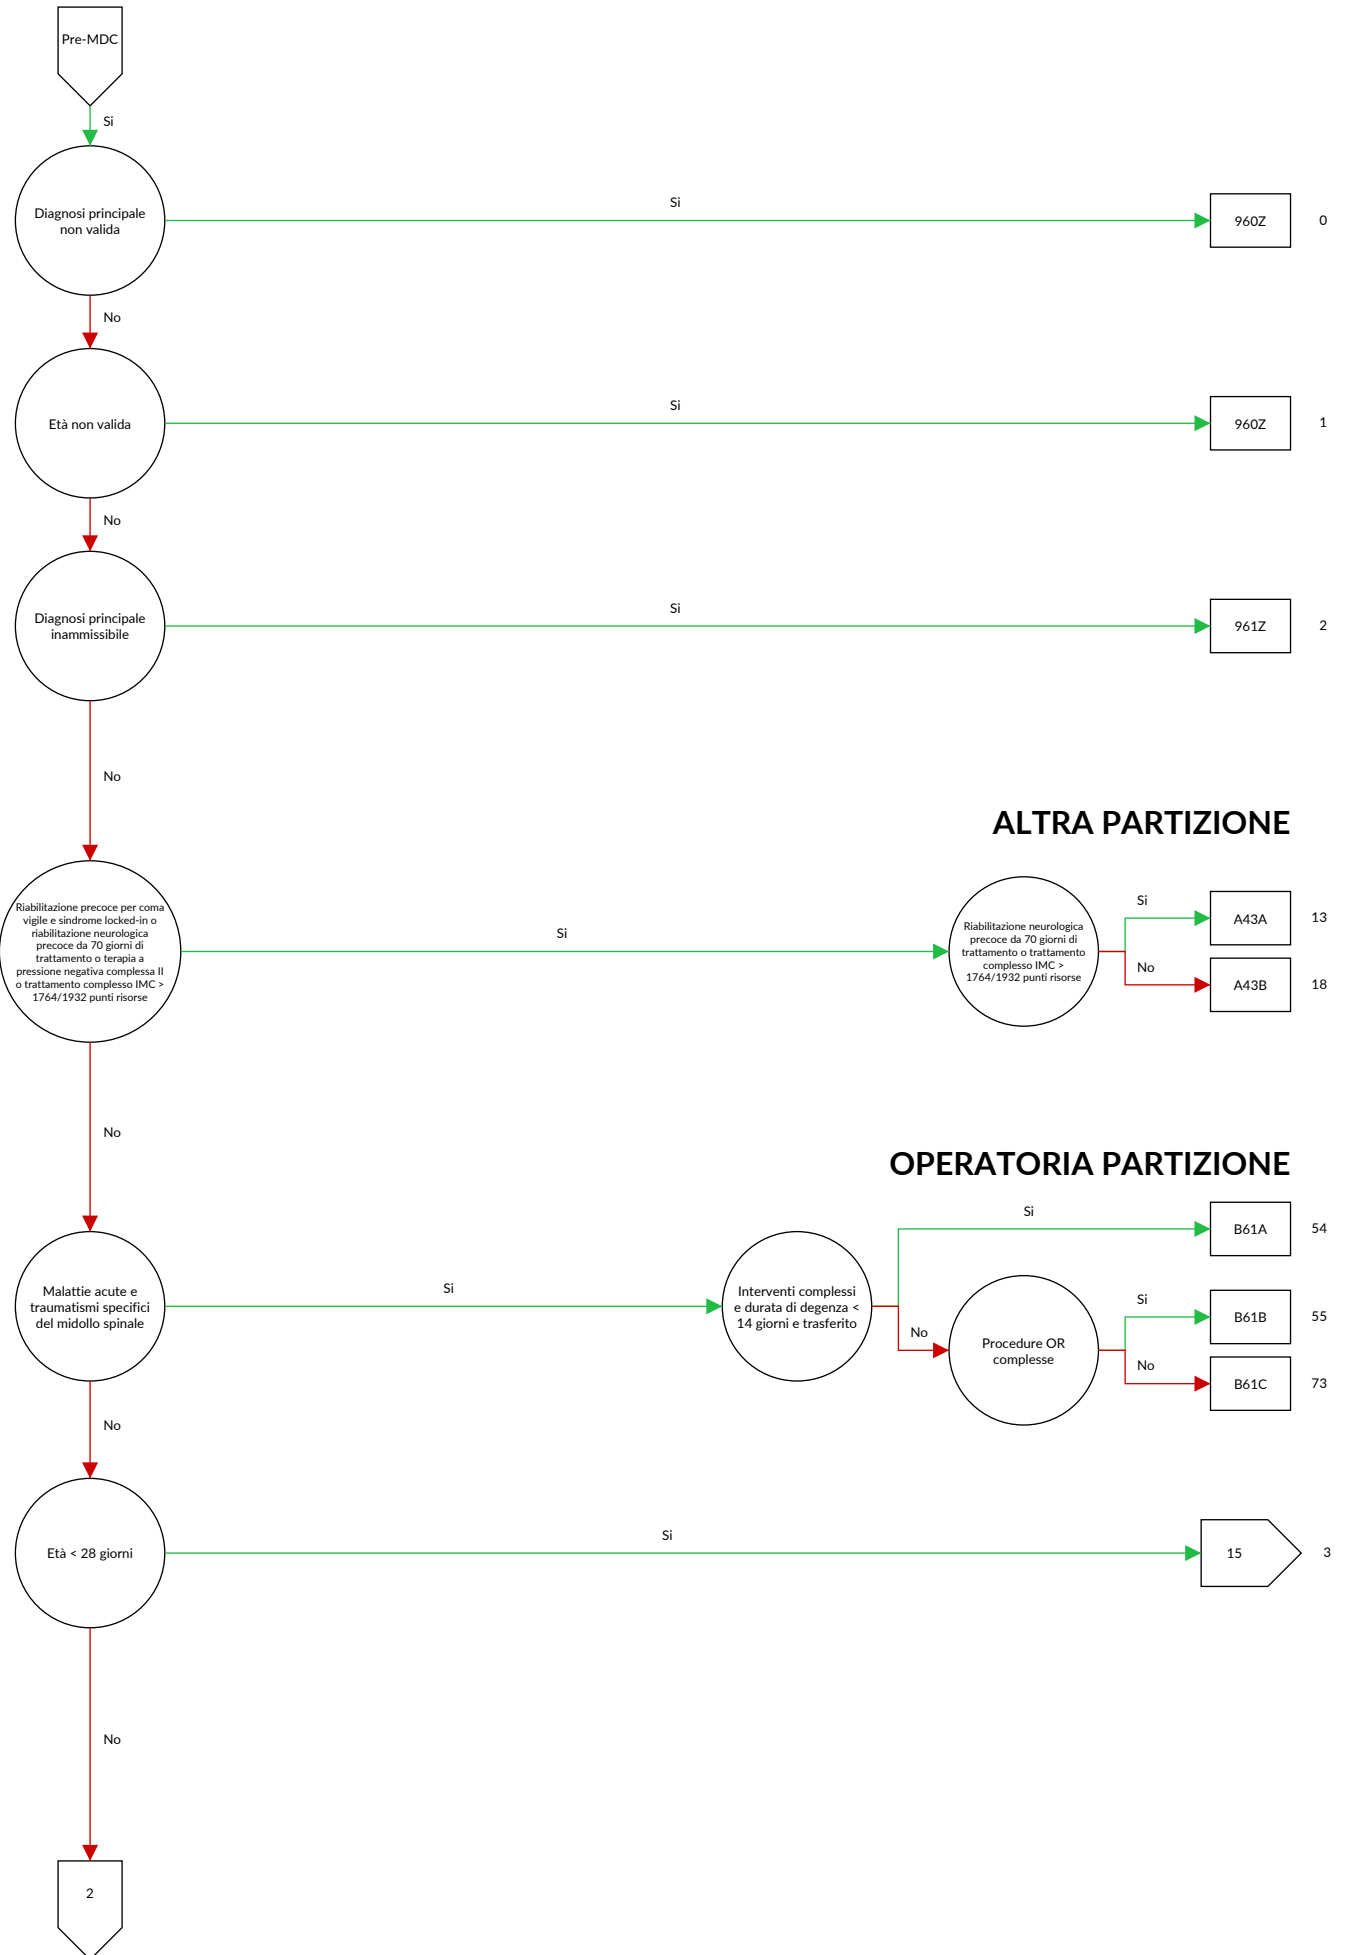 Pre-MDC
Si
Diagnosi principale
non valida
Si
960Z
0
No
Età non valida
Si
960Z
1
No
Diagnosi principale
inammissibile
Si
961Z
2
No
ALTRA PARTIZIONE
Riabilitazione precoce per coma
vigile e sindrome locked-in o
riabilitazione neurologica
precoce da 70 giorni di
trattamento o terapia a
pressione negativa complessa II
o trattamento complesso IMC >
1764/1932 punti risorse
Si
Riabilitazione neurologica
precoce da 70 giorni di
trattamento o trattamento
complesso IMC >
1764/1932 punti risorse
Si
A43A
13
No
A43B
18
No
OPERATORIA PARTIZIONE
Malattie acute e
traumatismi specifici
del midollo spinale
Si
Interventi complessi
e durata di degenza <
14 giorni e trasferito
Si
B61A
54
No
Procedure OR
complesse
Si
B61B
55
No
B61C
73
No
Età < 28 giorni
Si
15
3
No
2